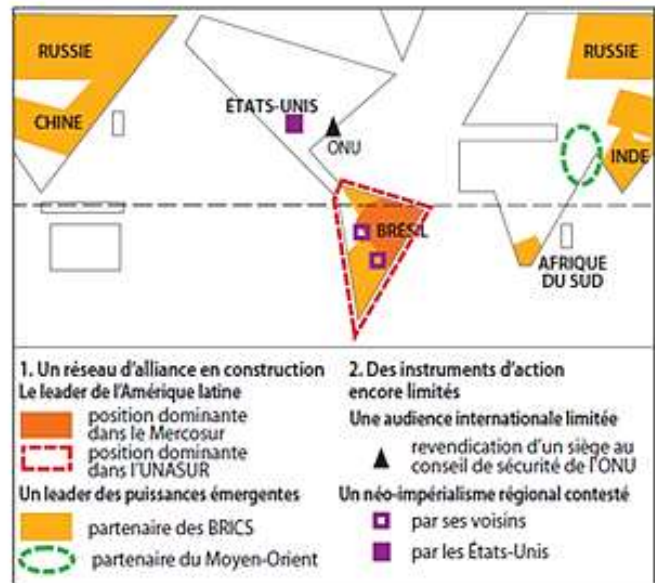 RUSSIE
RUSSIE
ÉTATS-UNIS
CHINE
ONU
INDE
BRÉSIL
AFRIQUE
DU SUD
1. Un réseau d'alliance en construction
Le leader de l'Amérique latine
position dominante
dans le Mercosur
position dominante
dans l'UNASUR
Un leader des puissances émergentes
partenaire des BRICS
partenaire du Moyen-Orient
2. Des instruments d'action
encore limités
Une audience internationale limitée
revendication d'un siège au
conseil de sécurité de l'ONU
Un néo-impérialisme régional contesté
par ses voisins
par les États-Unis